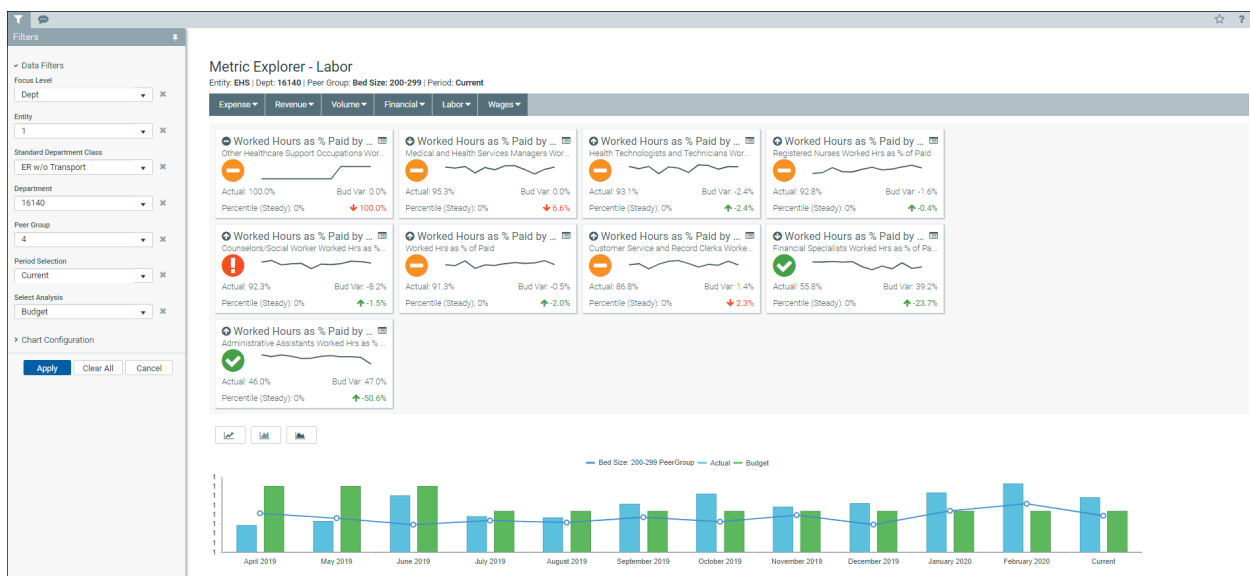 ?
Filters
Data Filters
Focus Level
Dept
Entity
1
Standard Department Class
ER w/o Transport
Department
16140
Peer Group
4
Period Selection
Current
Select Analysis
Budget
Chart Configuration
Apply Clear All Cancel
Metric Explorer - Labor
Entity: EHS | Dept: 16140 | Peer Group: Bed Size: 200-299 | Period: Current
Expense Revenue Volume Financial Labor Wages
Worked Hours as % Paid by ...
Other Healthcare Support Occupations Wor...
Actual: 100.0% Bud Var: 0.0%
Percentile (Steady): 0% 100.0%
Worked Hours as % Paid by ...
Medical and Health Services Managers Wor...
Actual: 95.3% Bud Var: 0.0%
Percentile (Steady): 0% 6.6%
Worked Hours as % Paid by ...
Health Technologists and Technicians Wor...
Actual: 93.1% Bud Var: -2.4%
Percentile (Steady): 0% -2.4%
Worked Hours as % Paid by ...
Registered Nurses Worked Hrs as % of Paid
Actual: 92.8% Bud Var: -1.6%
Percentile (Steady): 0% -0.4%
Worked Hours as % Paid by ...
Counselors/Social Worker Worked Hrs as %...
Actual: 92.3% Bud Var: -8.2%
Percentile (Steady): 0% -1.5%
Worked Hours as % Paid by ...
Worked Hrs as % of Paid
Actual: 91.3% Bud Var: -0.5%
Percentile (Steady): 0% -2.0%
Worked Hours as % Paid by ...
Customer Service and Record Clerks Worke...
Actual: 86.8% Bud Var: 1.4%
Percentile (Steady): 0% 2.3%
Worked Hours as % Paid by ...
Financial Specialists Worked Hrs as % of Pa...
Actual: 55.8% Bud Var: 39.2%
Percentile (Steady): 0% -23.7%
Worked Hours as % Paid by ...
Administrative Assistants Worked Hrs as % ...
Actual: 46.0% Bud Var: 47.0%
Percentile (Steady): 0% -50.6%
Bed Size: 200-299 PeerGroup Actual Budget
1
1
1
1
1
1
1
1
1
April 2019 May 2019 June 2019 July 2019 August 2019 September 2019 October 2019 November 2019 December 2019 January 2020 February 2020 Current